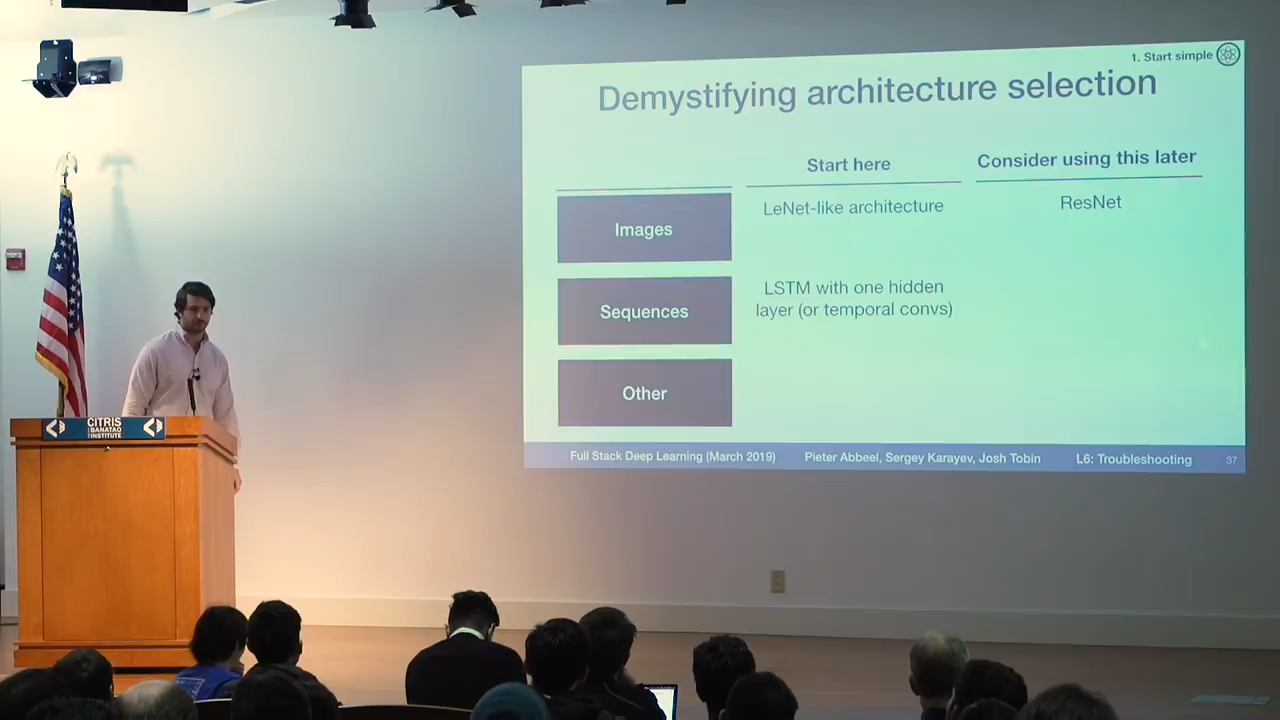 1. Start simple
Demystifying architecture selection
Start here
Consider using this later
Images
LeNet-like architecture
ResNet
Sequences
LSTM with one hidden
layer (or temporal convs)
Other
Full Stack Deep Learning (March 2019)
Pieter Abbeel, Sergey Karayev, Josh Tobin
L6: Troubleshooting
37
CITRIS
BANATAO
INSTITUTE